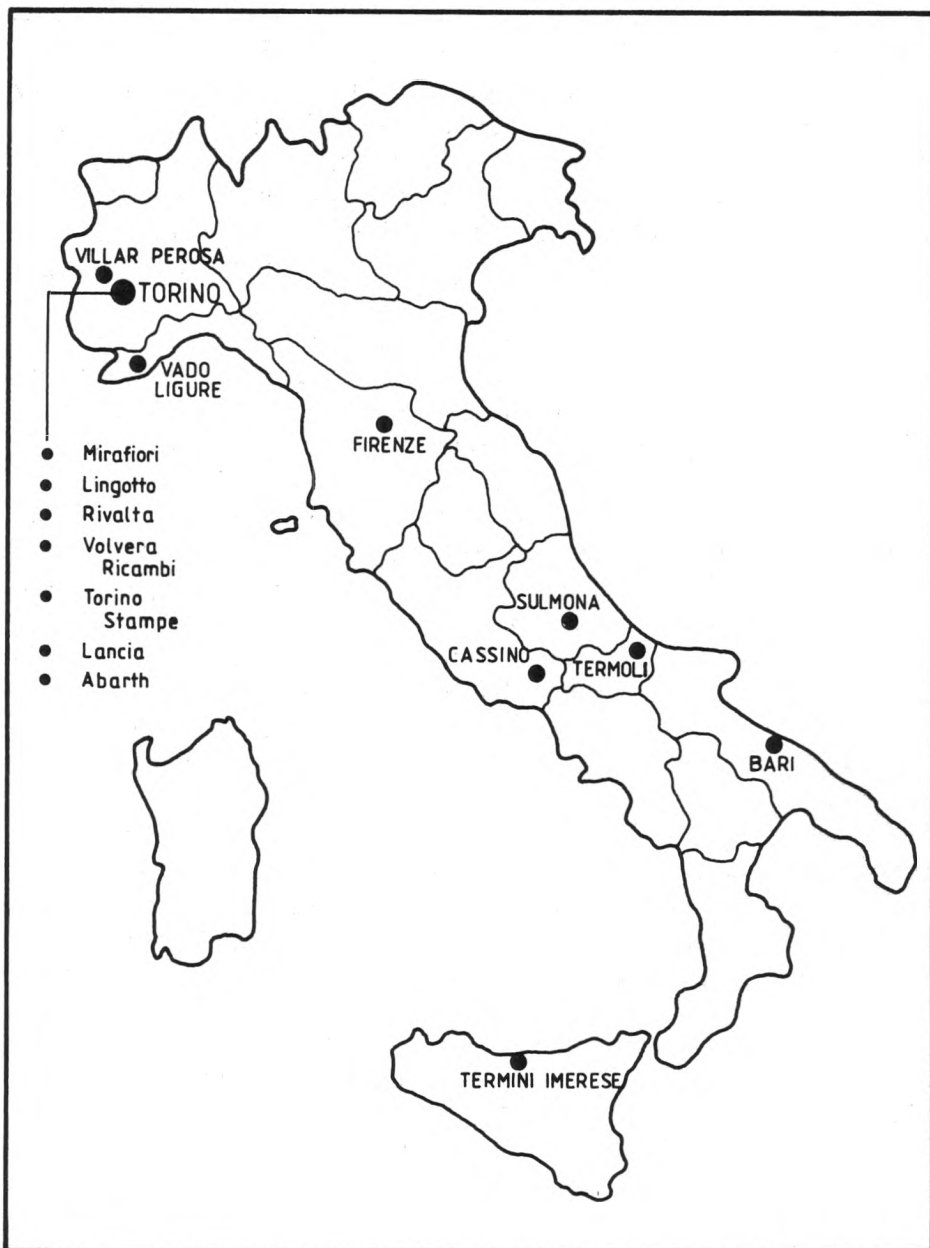 VILLAR PEROSA
TORINO
VADO
LIGURE
FIRENZE
Mirafiori
Lingotto
Rivalta
Volvera
Ricambi
Torino
Stampe
Lancia
Abarth
SULMONA
CASSINO
TERMOLI
BARI
TERMINI IMERESE